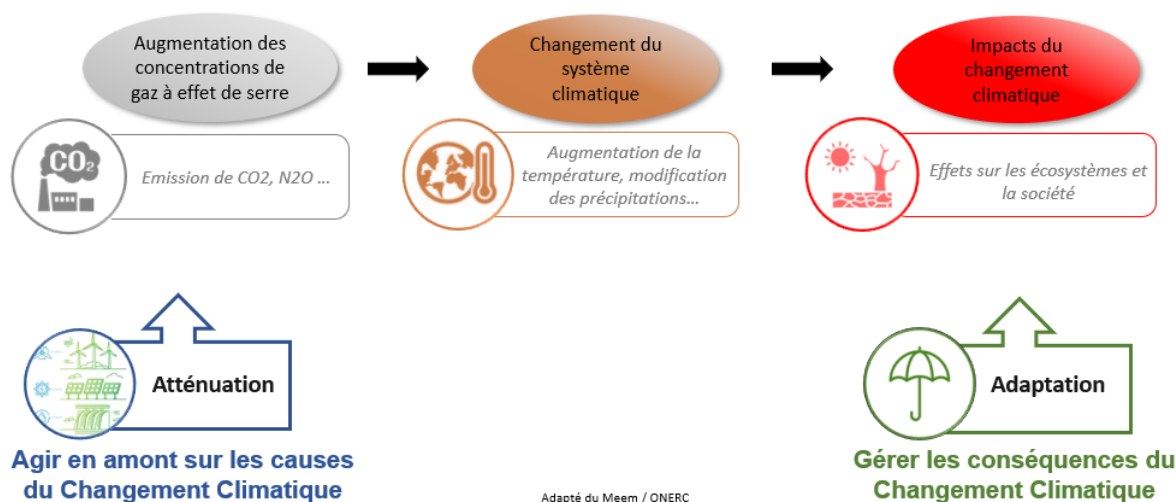 Augmentation des
concentrations de
gaz à effet de serre
Changement du
système
climatique
Impacts du
changement
climatique
CO2
Emission de CO2, N2O ...
Augmentation de la
température, modification
des précipitations...
Effets sur les écosystèmes et
la société
Atténuation
Adaptation
Agir en amont sur les causes
du Changement Climatique
Gérer les conséquences du
Changement Climatique
Adapté du Meem / ONERC